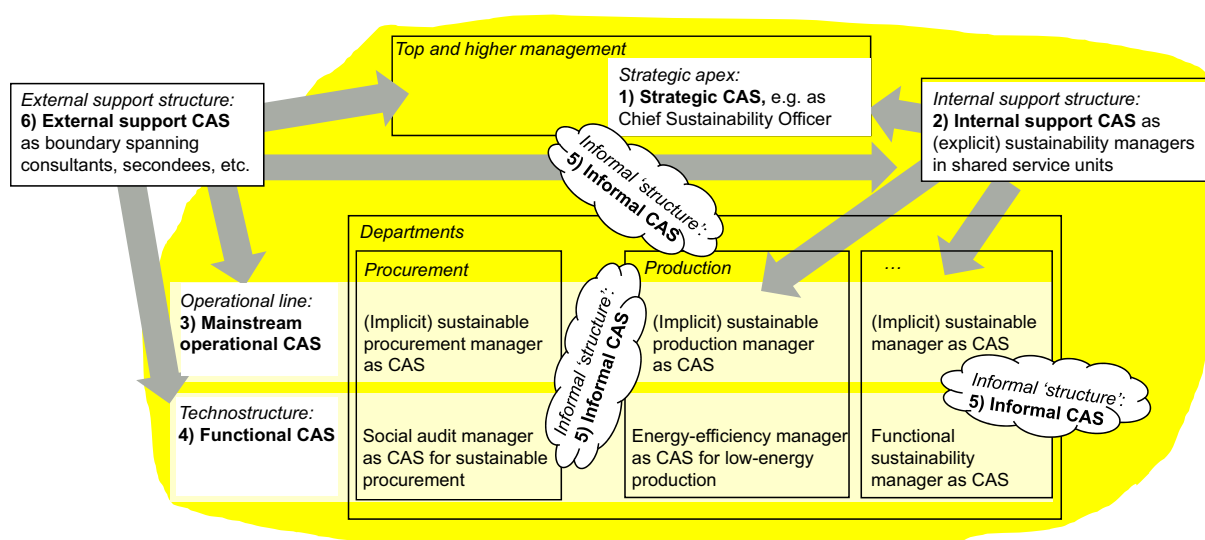 Top and higher management
Strategic apex:
1) Strategic CAS, e.g. as
Chief Sustainability Officer
External support structure:
6) External support CAS
as boundary spanning
consultants, secondees, etc.
Internal support structure:
2) Internal support CAS as
(explicit) sustainability managers
in shared service units
Informal ‘structure’:
5) Informal CAS
Departments
Procurement
Production
...
Operational line:
3) Mainstream
operational CAS
(Implicit) sustainable
procurement manager
as CAS
Informal ‘structure’:
5) Informal CAS
(Implicit) sustainable
production manager
as CAS
(Implicit) sustainable
manager as CAS
Informal ‘structure’:
5) Informal CAS
Technostructure:
4) Functional CAS
Social audit manager
as CAS for sustainable
procurement
Energy-efficiency manager
as CAS for low-energy
production
Functional
sustainability
manager as CAS